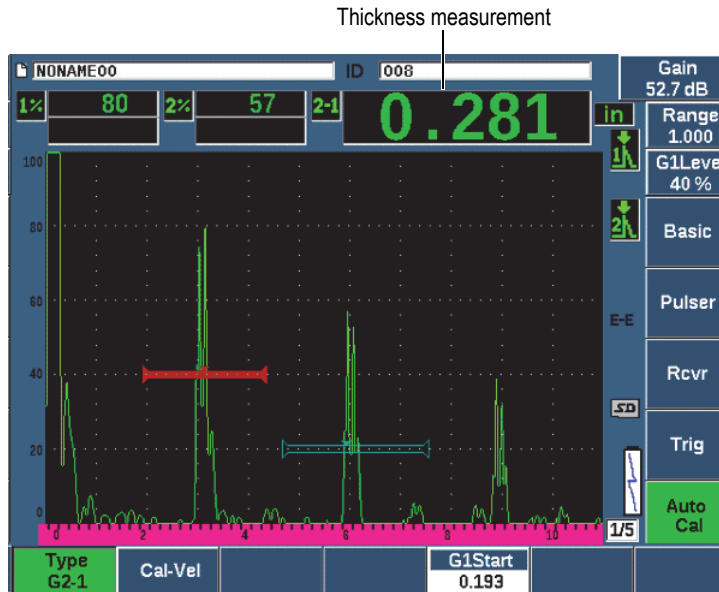 Thickness measurement
NONAME00 ID 008
Gain
52.7 dB
1% 80 2% 57 2-1 0.281 in
Range
1.000
G1Leve
40 %
1
2
Basic
Pulser
E-E
Rcvr
SD
Trig
Auto
Cal
1/5
100
80
60
40
20
0
0 2 4 6 8 10
Type
G2-1
Cal-Vel
G1Start
0.193